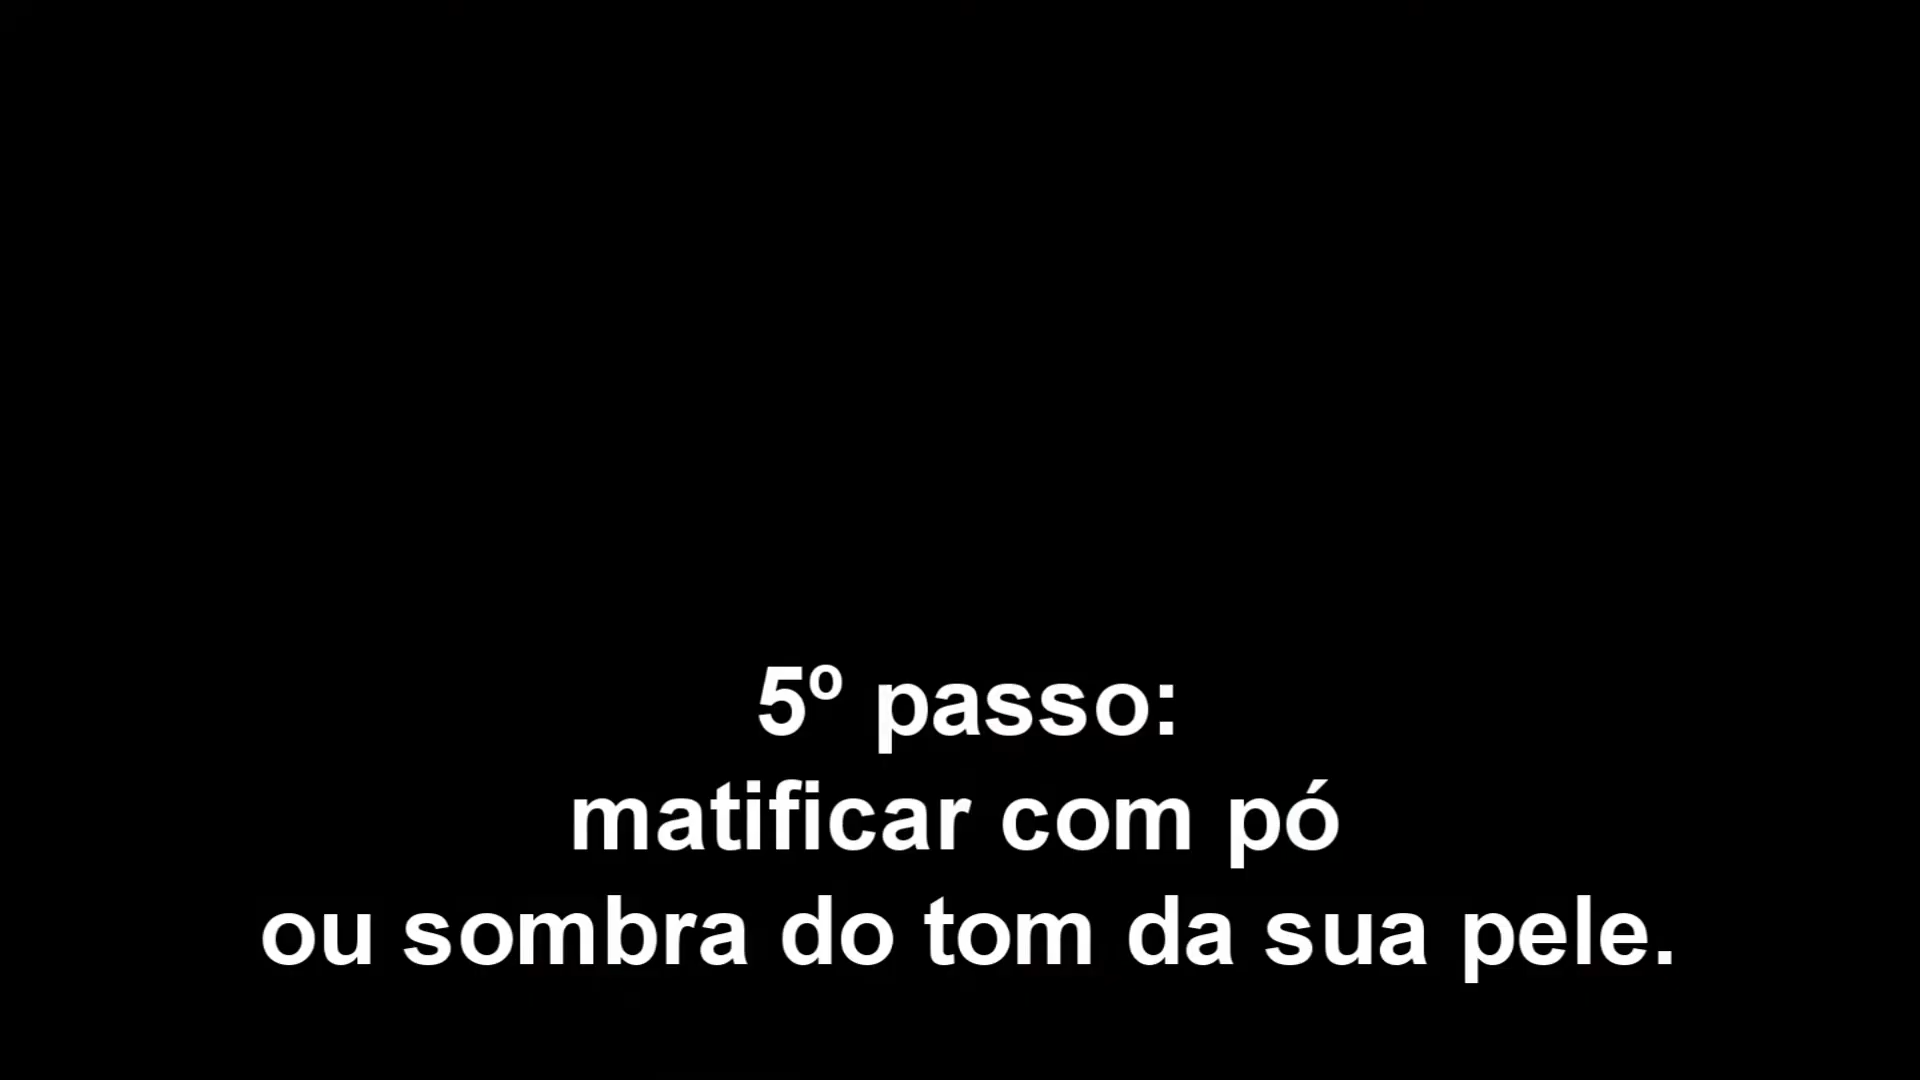 5º passo:
matificar com pó
ou sombra do tom da sua pele.